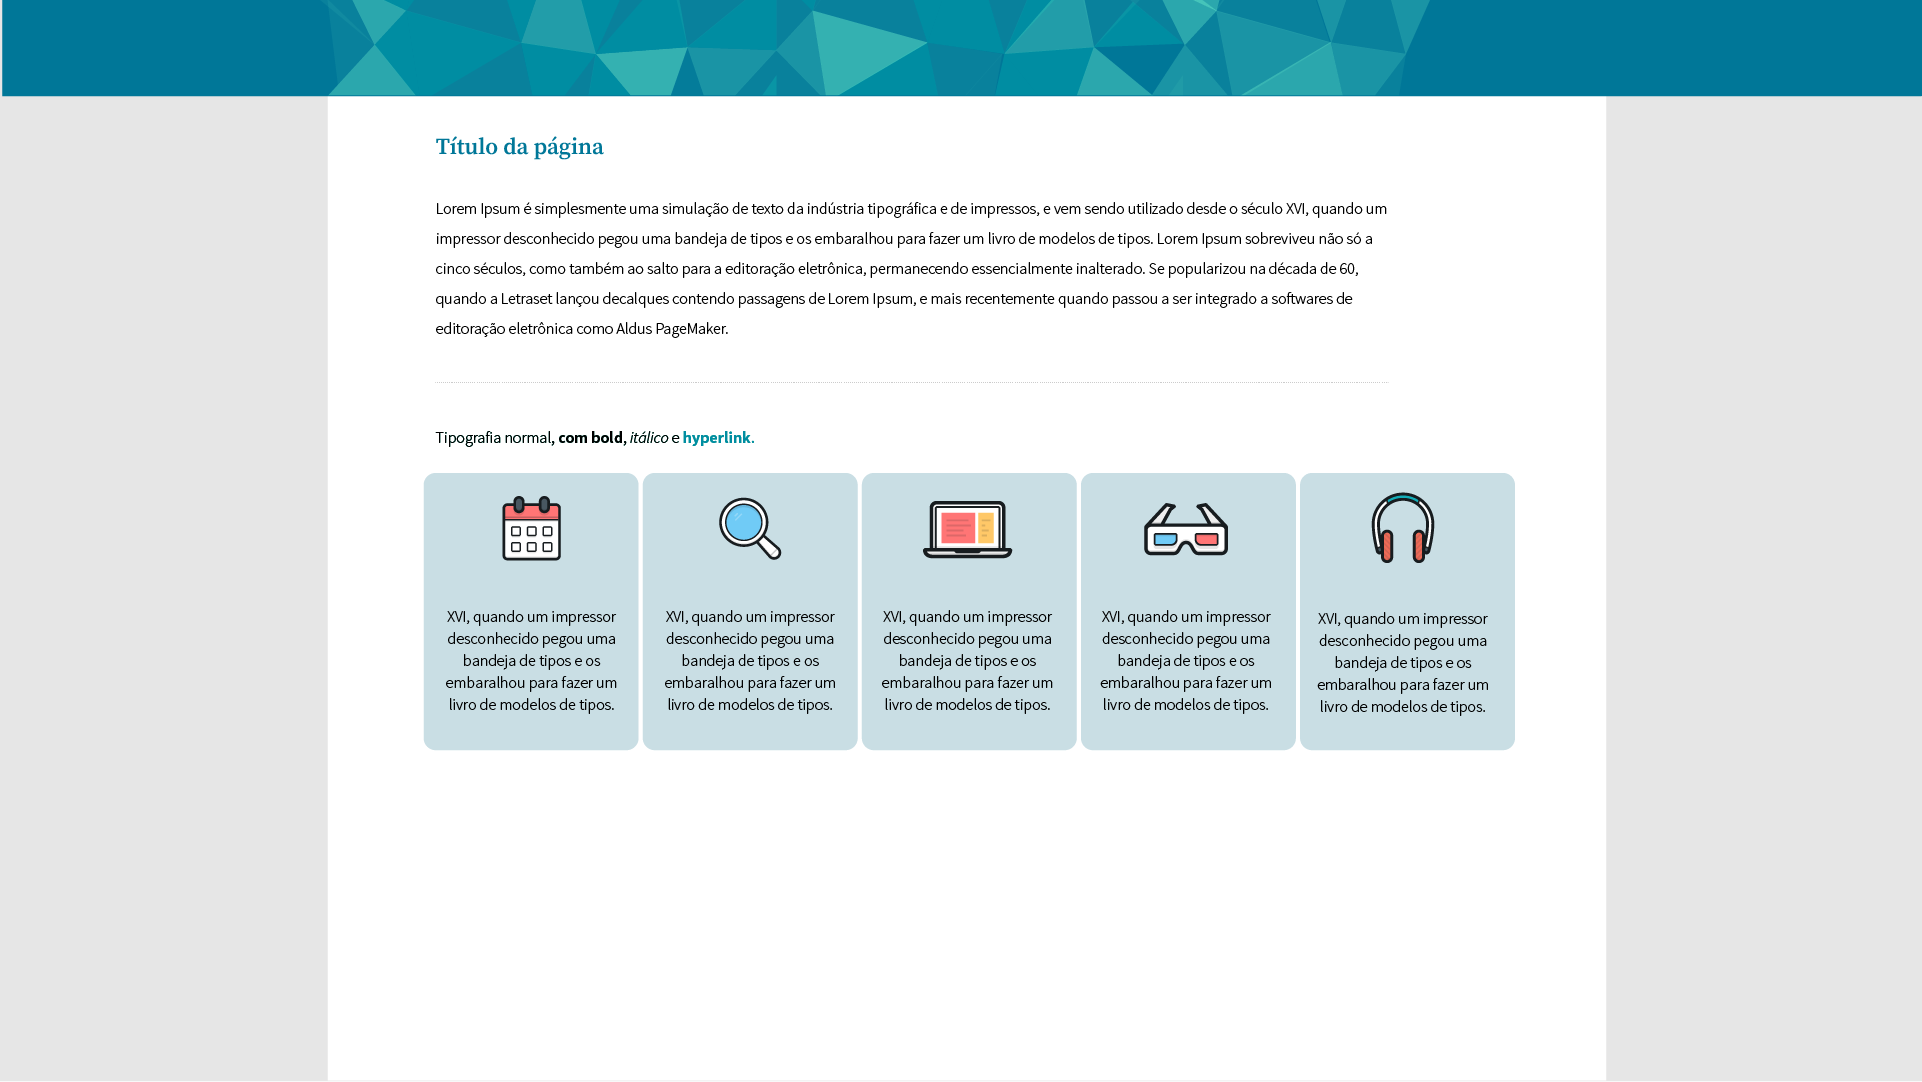 Título da página
Lorem Ipsum é simplesmente uma simulação de texto da indústria tipográfica e de impressos, e vem sendo utilizado desde o século XVI, quando um
impressor desconhecido pegou uma bandeja de tipos e os embaralhou para fazer um livro de modelos de tipos. Lorem Ipsum sobreviveu não só a
cinco séculos, como também ao salto para a editoração eletrônica, permanecendo essencialmente inalterado. Se popularizou na década de 60,
quando a Letraset lançou decalques contendo passagens de Lorem Ipsum, e mais recentemente quando passou a ser integrado a softwares de
editoração eletrônica como Aldus PageMaker.
Tipografia normal, com bold, itálico e hyperlink.
XVI, quando um impressor
desconhecido pegou uma
bandeja de tipos e os
embaralhou para fazer um
livro de modelos de tipos.
XVI, quando um impressor
desconhecido pegou uma
bandeja de tipos e os
embaralhou para fazer um
livro de modelos de tipos.
XVI, quando um impressor
desconhecido pegou uma
bandeja de tipos e os
embaralhou para fazer um
livro de modelos de tipos.
XVI, quando um impressor
desconhecido pegou uma
bandeja de tipos e os
embaralhou para fazer um
livro de modelos de tipos.
XVI, quando um impressor
desconhecido pegou uma
bandeja de tipos e os
embaralhou para fazer um
livro de modelos de tipos.